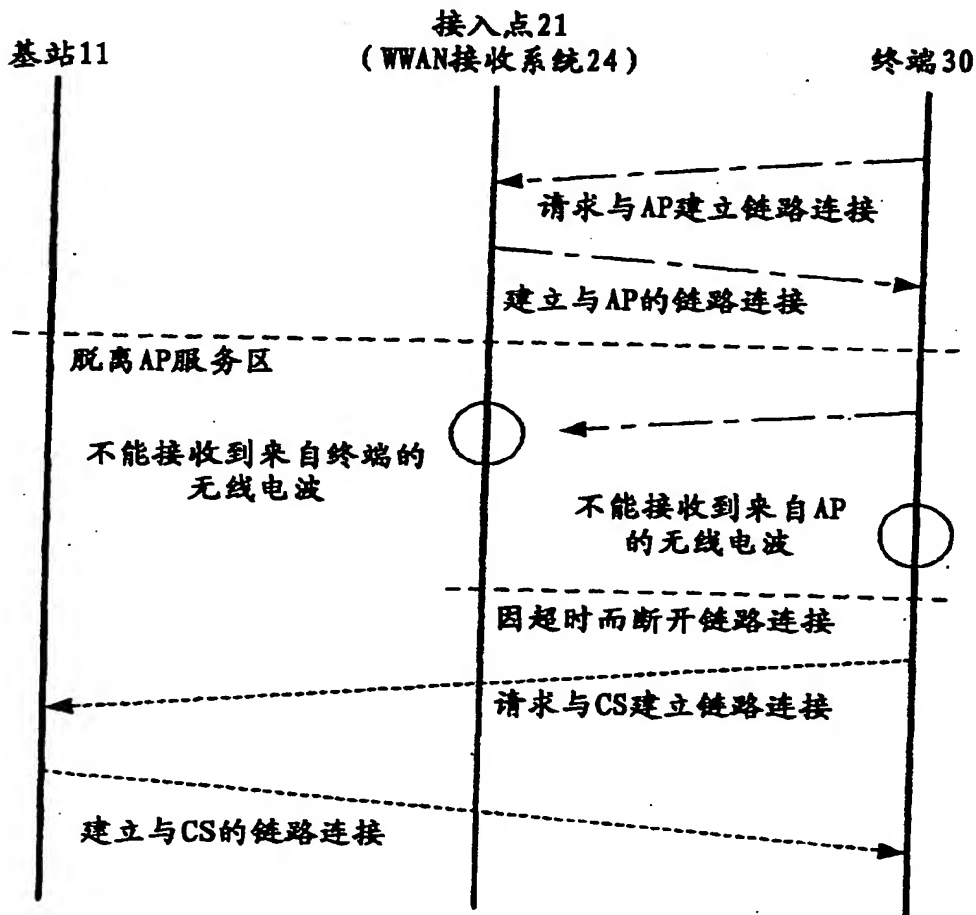 基站11
接入点21
（WWAN接收系统24）
终端30
请求与AP建立链路连接
建立与AP的链路连接
脱离AP服务区
不能接收到来自终端的
无线电波
不能接收到来自AP
的无线电波
因超时而断开链路连接
请求与CS建立链路连接
建立与CS的链路连接